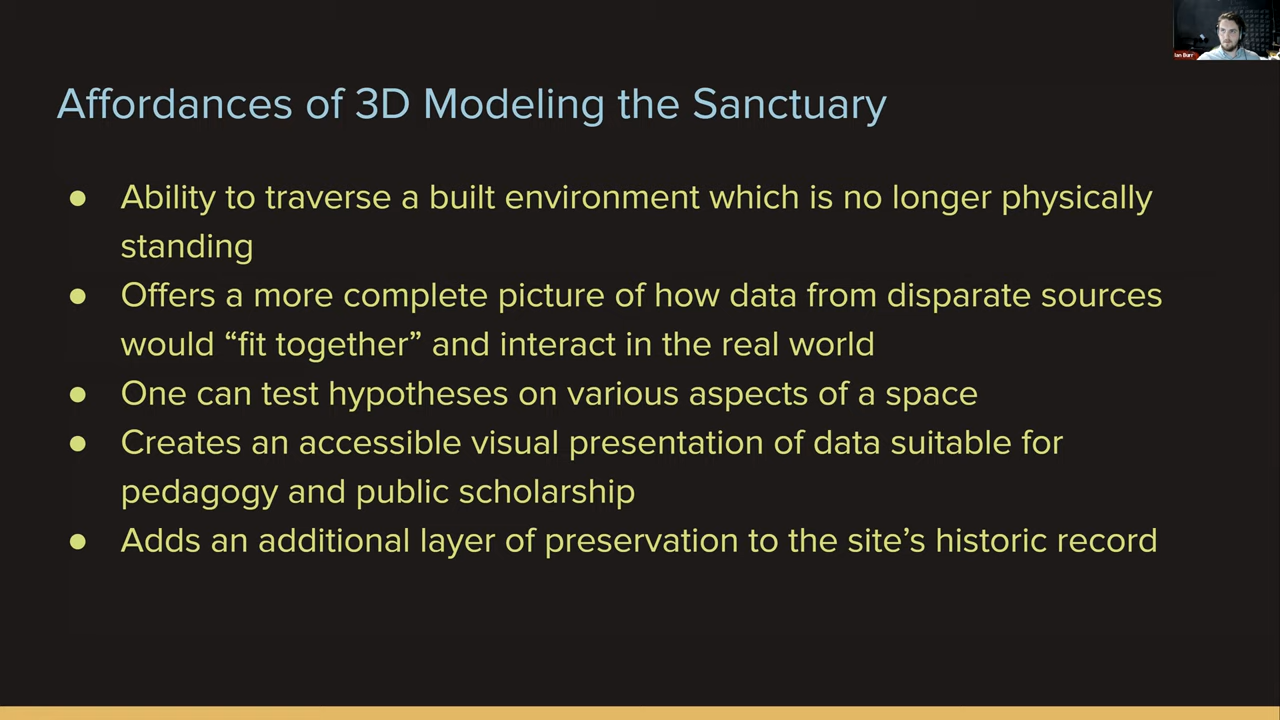 Affordances of 3D Modeling the Sanctuary
● Ability to traverse a built environment which is no longer physically
standing
● Offers a more complete picture of how data from disparate sources
would “fit together” and interact in the real world
● One can test hypotheses on various aspects of a space
● Creates an accessible visual presentation of data suitable for
pedagogy and public scholarship
● Adds an additional layer of preservation to the site’s historic record
Ian Burr